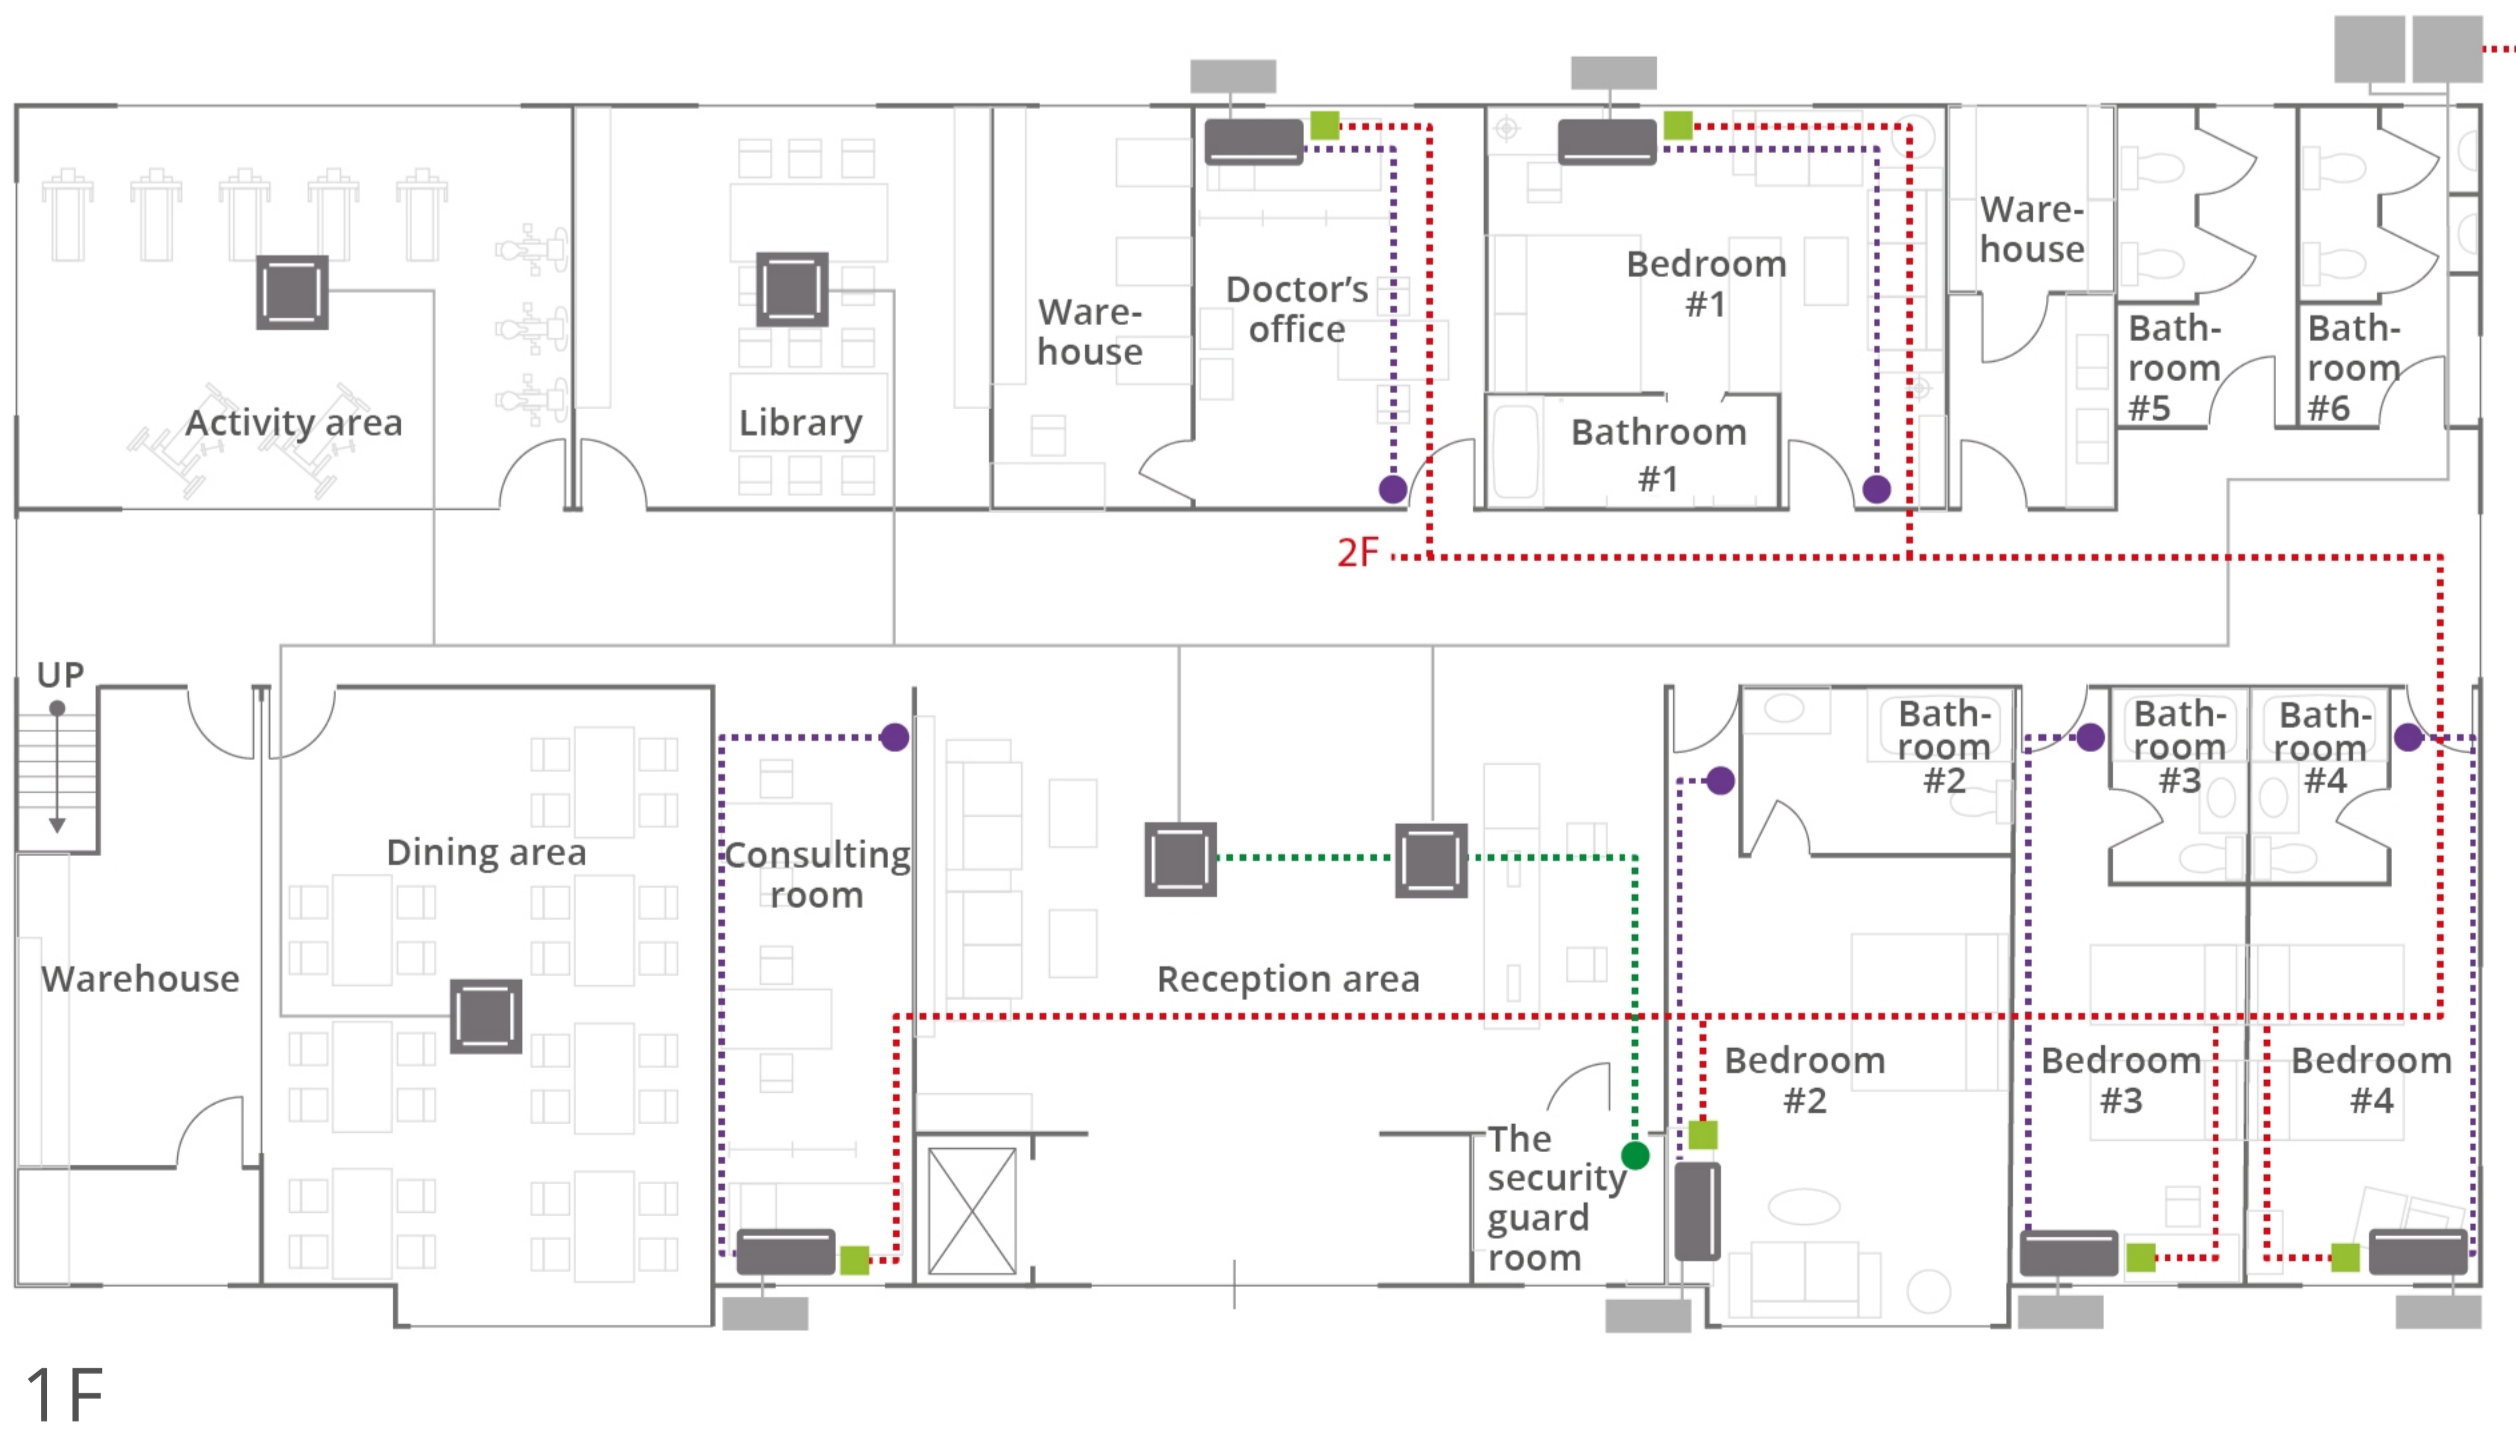 Ware-
house
Bedroom
#1
Doctor's
office
Ware-
house
Bath-
room
#5
Bath-
room
#6
Activity area
Library
Bathroom
#1
2F
UP
Bath-
room
#2
Bath-
room
#3
Bath-
room
#4
Dining area
Consulting
room
Warehouse
Reception area
Bedroom
#2
Bedroom
#3
Bedroom
#4
The
security
guard
room
1F